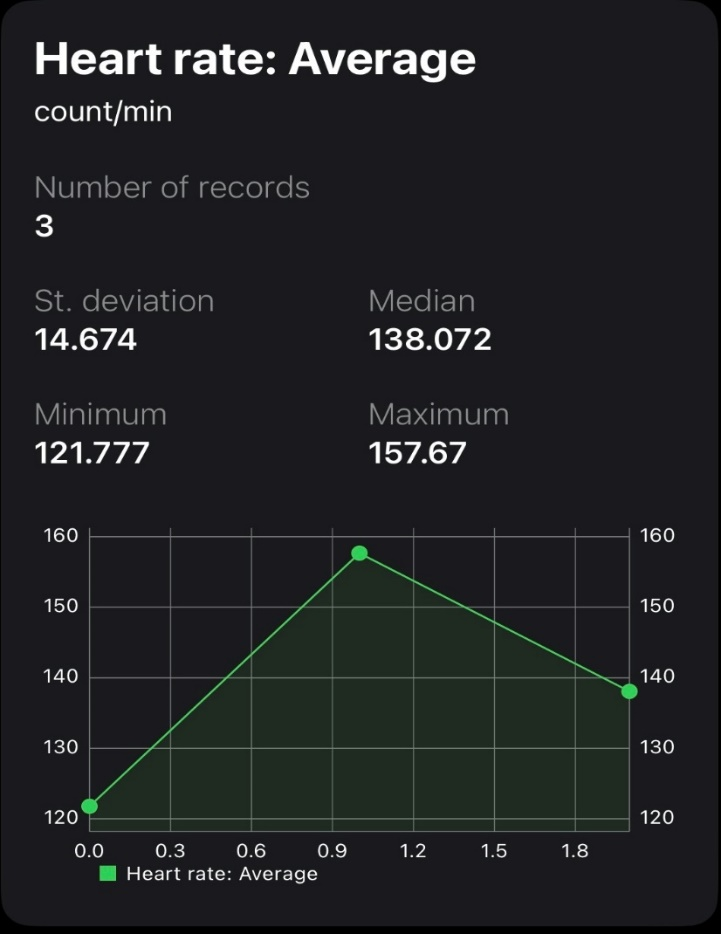 Heart rate: Average
count/min
Number of records
3
St. deviation Median
14.674 138.072
Minimum Maximum
121.777 157.67
160 160
150 150
140 140
130 130
120 120
0.0 0.3 0.6 0.9 1.2 1.5 1.8
Heart rate: Average